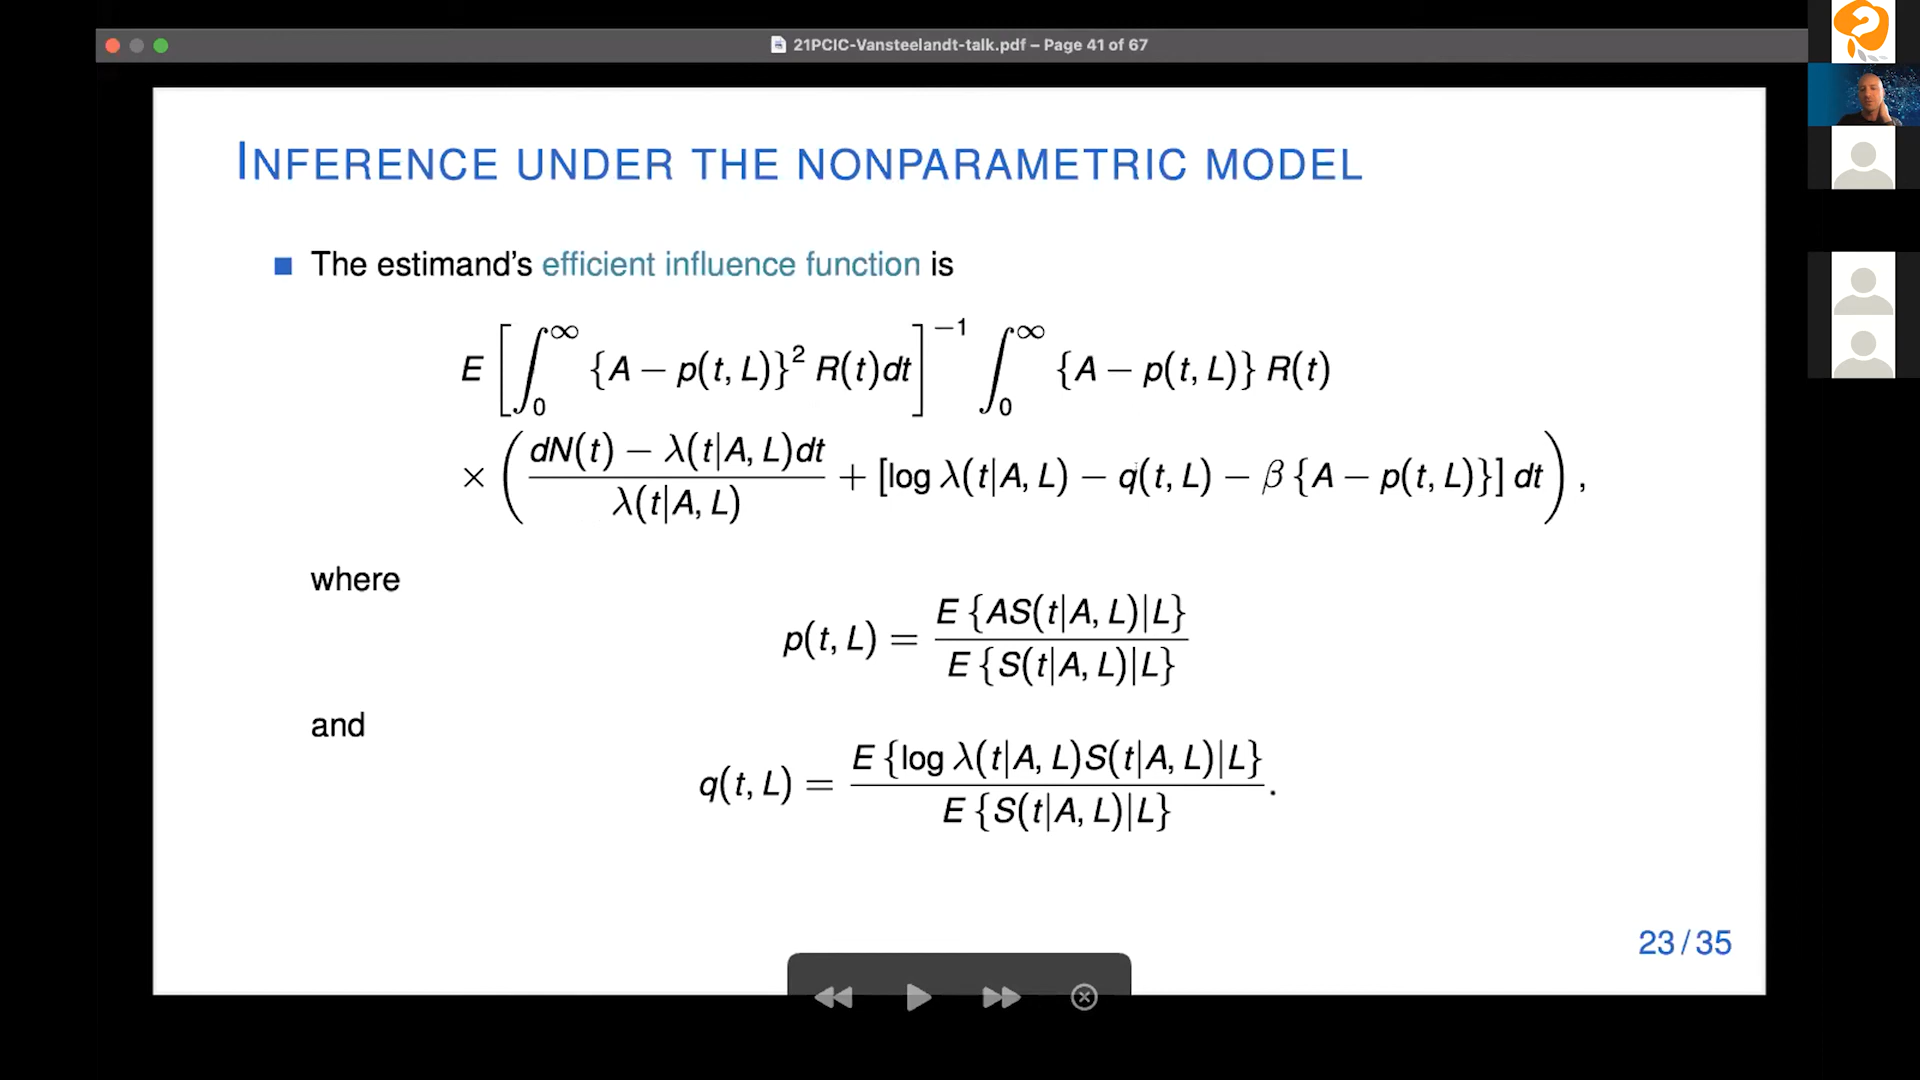 21PCIC-Vansteelandt-talk.pdf – Page 41 of 67
INFERENCE UNDER THE NONPARAMETRIC MODEL
The estimand's efficient influence function is
E [ ∫₀^∞ {A − p(t, L)}² R(t)dt ]⁻¹ ∫₀^∞ {A − p(t, L)} R(t)
× ( (dN(t) − λ(t|A, L)dt) / λ(t|A, L) + [log λ(t|A, L) − q(t, L) − β {A − p(t, L)}] dt ) ,
where
p(t, L) = E {AS(t|A, L)|L} / E {S(t|A, L)|L}
and
q(t, L) = E {log λ(t|A, L)S(t|A, L)|L} / E {S(t|A, L)|L} .
23 / 35